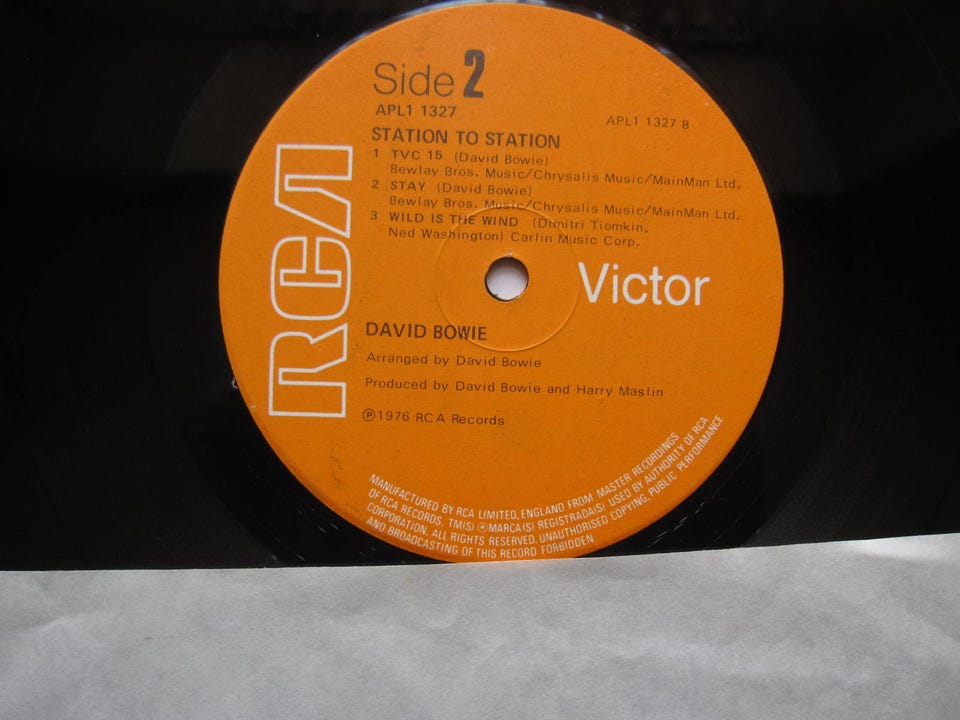 Side 2
APL1 1327
APL1 1327 B
STATION TO STATION
1 TVC 15 (David Bowie)
Bewlay Bros. Music/Chrysalis Music/MainMan Ltd.
2 STAY (David Bowie)
Bewlay Bros. Music/Chrysalis Music/MainMan Ltd.
3 WILD IS THE WIND (Dimitri Tiomkin,
Ned Washington) Carlin Music Corp.
RCA
Victor
DAVID BOWIE
Arranged by David Bowie
Produced by David Bowie and Harry Maslin
℗1976 RCA Records
MANUFACTURED BY RCA LIMITED, ENGLAND FROM MASTER RECORDINGS
OF RCA RECORDS, TM(S) ® MARCA(S) REGISTRADA(S) USED BY AUTHORITY OF RCA
CORPORATION. ALL RIGHTS RESERVED. UNAUTHORISED COPYING, PUBLIC PERFORMANCE
AND BROADCASTING OF THIS RECORD FORBIDDEN